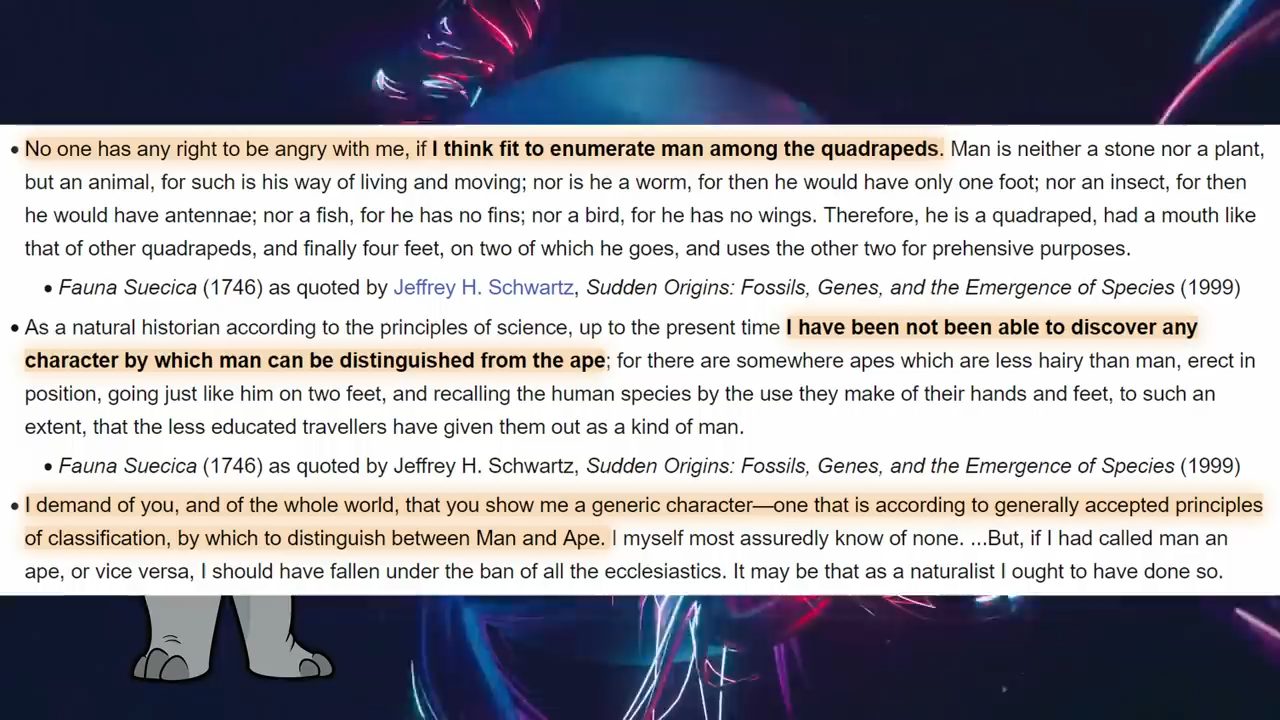 • No one has any right to be angry with me, if I think fit to enumerate man among the quadrapeds. Man is neither a stone nor a plant,
but an animal, for such is his way of living and moving; nor is he a worm, for then he would have only one foot; nor an insect, for then
he would have antennae; nor a fish, for he has no fins; nor a bird, for he has no wings. Therefore, he is a quadraped, had a mouth like
that of other quadrapeds, and finally four feet, on two of which he goes, and uses the other two for prehensive purposes.
• Fauna Suecica (1746) as quoted by Jeffrey H. Schwartz, Sudden Origins: Fossils, Genes, and the Emergence of Species (1999)
• As a natural historian according to the principles of science, up to the present time I have been not been able to discover any
character by which man can be distinguished from the ape; for there are somewhere apes which are less hairy than man, erect in
position, going just like him on two feet, and recalling the human species by the use they make of their hands and feet, to such an
extent, that the less educated travellers have given them out as a kind of man.
• Fauna Suecica (1746) as quoted by Jeffrey H. Schwartz, Sudden Origins: Fossils, Genes, and the Emergence of Species (1999)
• I demand of you, and of the whole world, that you show me a generic character—one that is according to generally accepted principles
of classification, by which to distinguish between Man and Ape. I myself most assuredly know of none. ...But, if I had called man an
ape, or vice versa, I should have fallen under the ban of all the ecclesiastics. It may be that as a naturalist I ought to have done so.